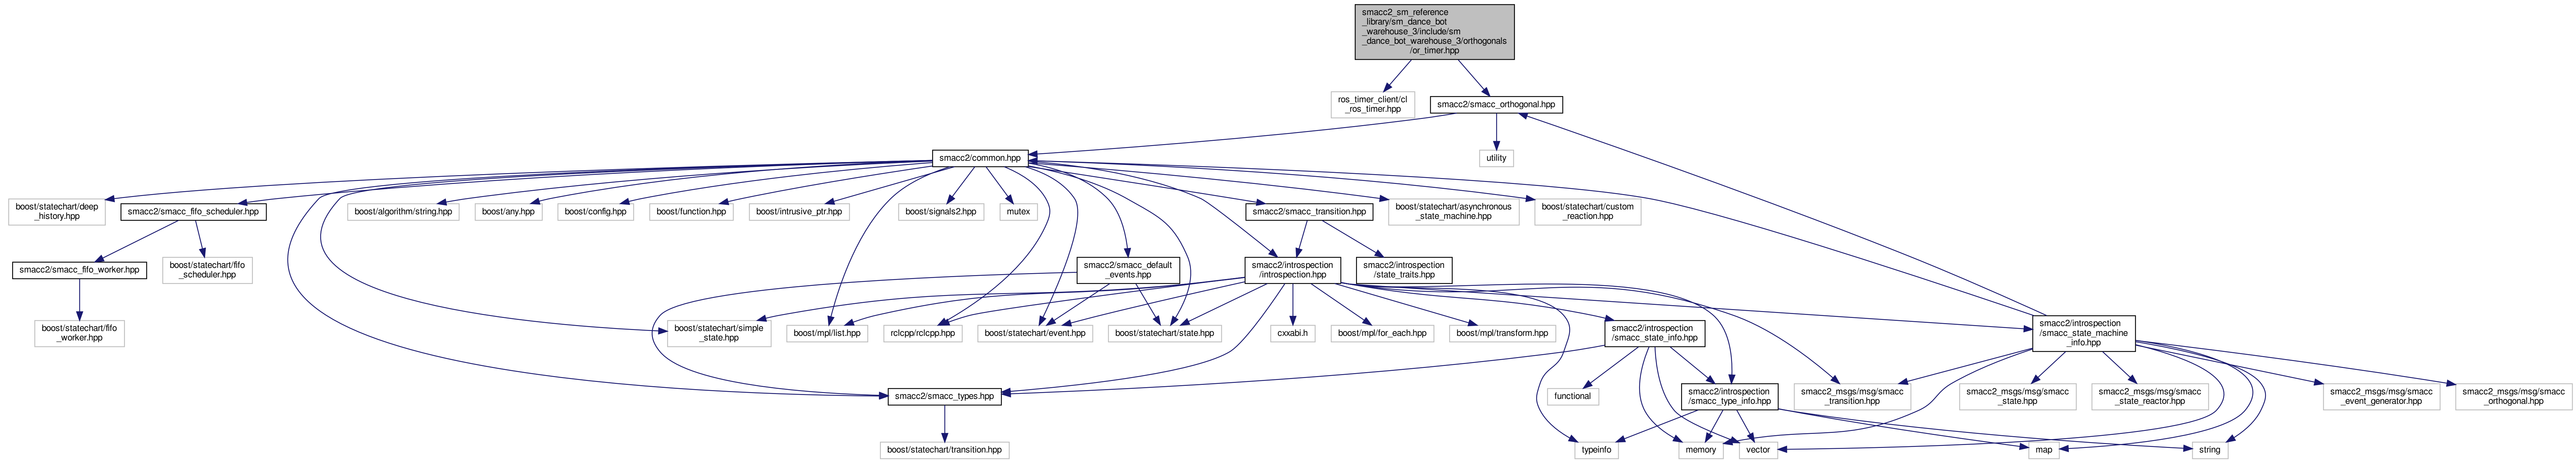 smacc2_sm_reference
_library/sm_dance_bot
_warehouse_3/include/sm
_dance_bot_warehouse_3/orthogonals
/or_timer.hpp
ros_timer_client/cl
_ros_timer.hpp
smacc2/smacc_orthogonal.hpp
smacc2/common.hpp
utility
boost/statechart/deep
_history.hpp
smacc2/smacc_fifo_scheduler.hpp
boost/algorithm/string.hpp
boost/any.hpp
boost/config.hpp
boost/function.hpp
boost/intrusive_ptr.hpp
boost/signals2.hpp
mutex
smacc2/smacc_transition.hpp
boost/statechart/asynchronous
_state_machine.hpp
boost/statechart/custom
_reaction.hpp
smacc2/smacc_fifo_worker.hpp
boost/statechart/fifo
_scheduler.hpp
smacc2/smacc_default
_events.hpp
smacc2/introspection
/introspection.hpp
smacc2/introspection
/state_traits.hpp
boost/statechart/fifo
_worker.hpp
boost/statechart/simple
_state.hpp
boost/mpl/list.hpp
rclcpp/rclcpp.hpp
boost/statechart/event.hpp
boost/statechart/state.hpp
cxxabi.h
boost/mpl/for_each.hpp
boost/mpl/transform.hpp
smacc2/introspection
/smacc_state_info.hpp
smacc2/introspection
/smacc_state_machine
_info.hpp
smacc2/smacc_types.hpp
functional
smacc2/introspection
/smacc_type_info.hpp
smacc2_msgs/msg/smacc
_transition.hpp
smacc2_msgs/msg/smacc
_state.hpp
smacc2_msgs/msg/smacc
_state_reactor.hpp
smacc2_msgs/msg/smacc
_event_generator.hpp
smacc2_msgs/msg/smacc
_orthogonal.hpp
boost/statechart/transition.hpp
typeinfo
memory
vector
map
string